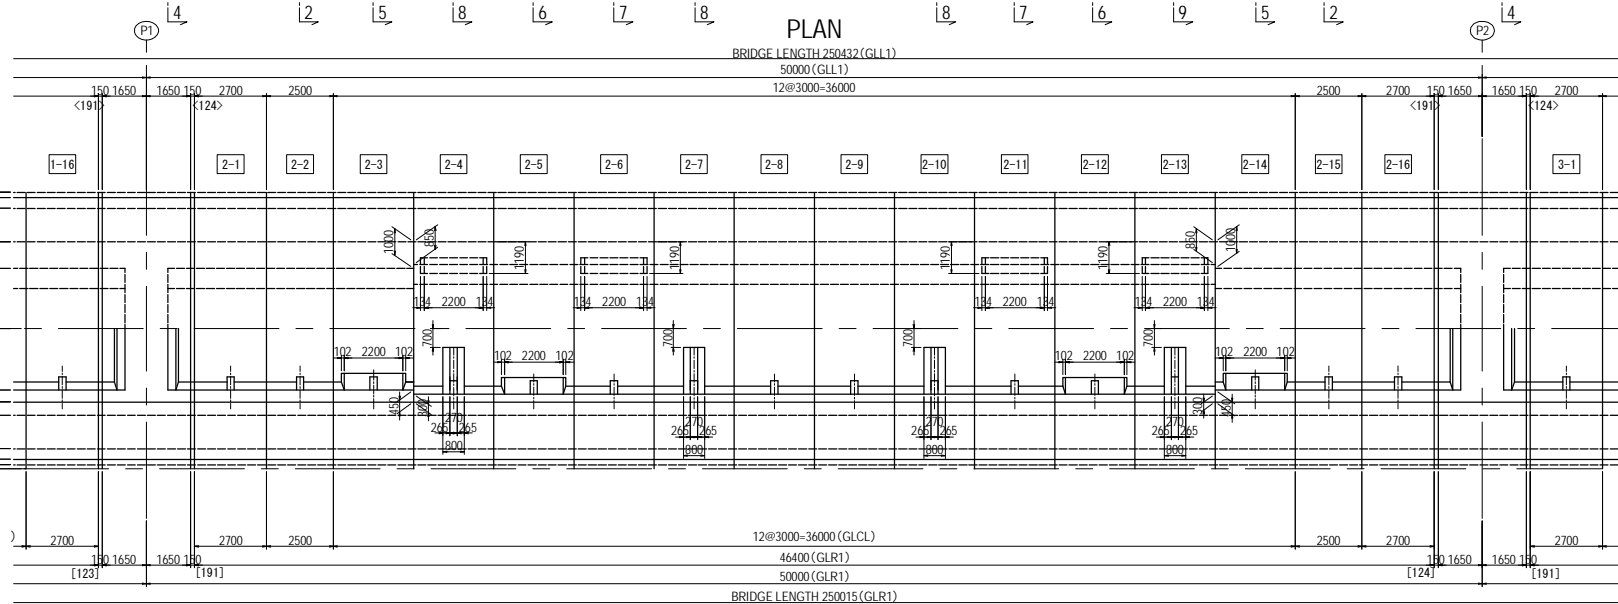 4 2 5 8 6 7 8 8 7 6 9 5 2 4
P1 PLAN P2
BRIDGE LENGTH 250432(GLL1)
50000(GLL1)
150 1650 1650 150 2700 2500 12@3000=36000 2500 2700 150 1650 1650 150 2700
<191> <124> <191> <124>
1-16 2-1 2-2 2-3 2-4 2-5 2-6 2-7 2-8 2-9 2-10 2-11 2-12 2-13 2-14 2-15 2-16 3-1
1000 850 850 1000
1190 1190 1190 1190
134 2200 134 134 2200 134 134 2200 134 134 2200 134
700 700 700 700
102 2200 102 102 2200 102 102 2200 102 102 2200 102
450 300 300 450
270 270 270 270
265 265 265 265 265 265 265 265
800 800 800 800
) 2700 2700 2500 12@3000=36000(GLCL) 2500 2700 2700
150 1650 1650 150 46400(GLR1) 150 1650 1650 150
[123] [191] [124] [191]
50000(GLR1)
BRIDGE LENGTH 250015(GLR1)